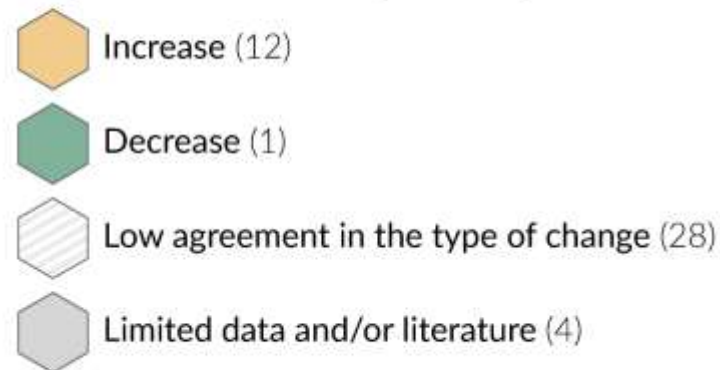 Increase (12)
Decrease (1)
Low agreement in the type of change (28)
Limited data and/or literature (4)